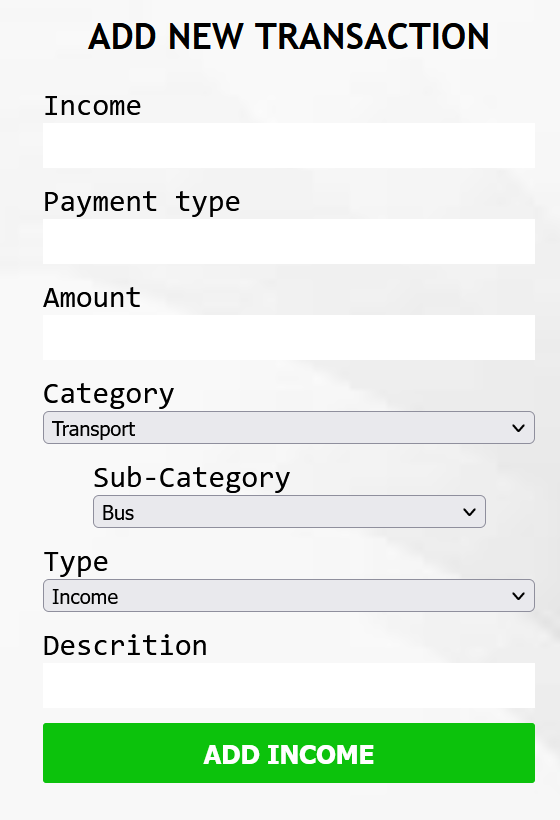 ADD NEW TRANSACTION
Income
Payment type
Amount
Category
Transport
Sub-Category
Bus
Type
Income
Descrition
ADD INCOME